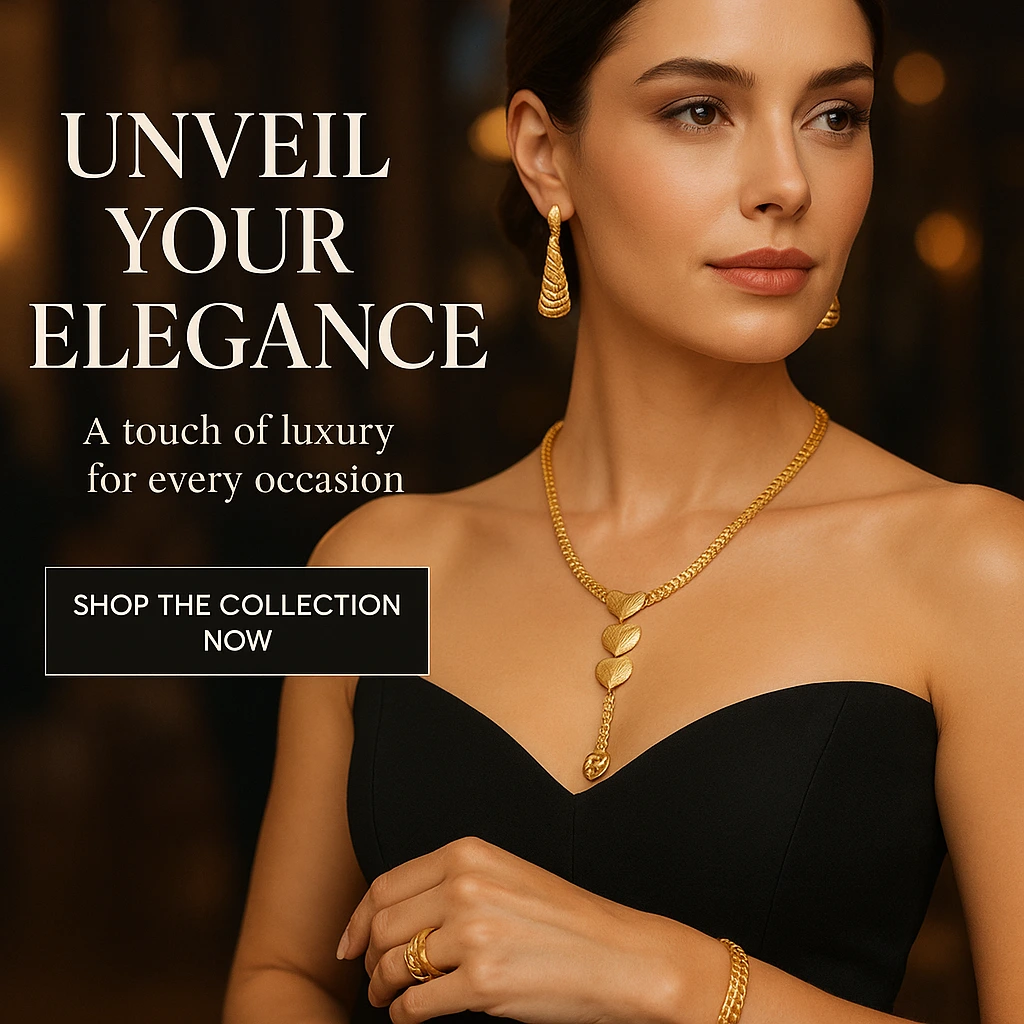 UNVEIL
YOUR
ELEGANCE
A touch of luxury
for every occasion
SHOP THE COLLECTION
NOW